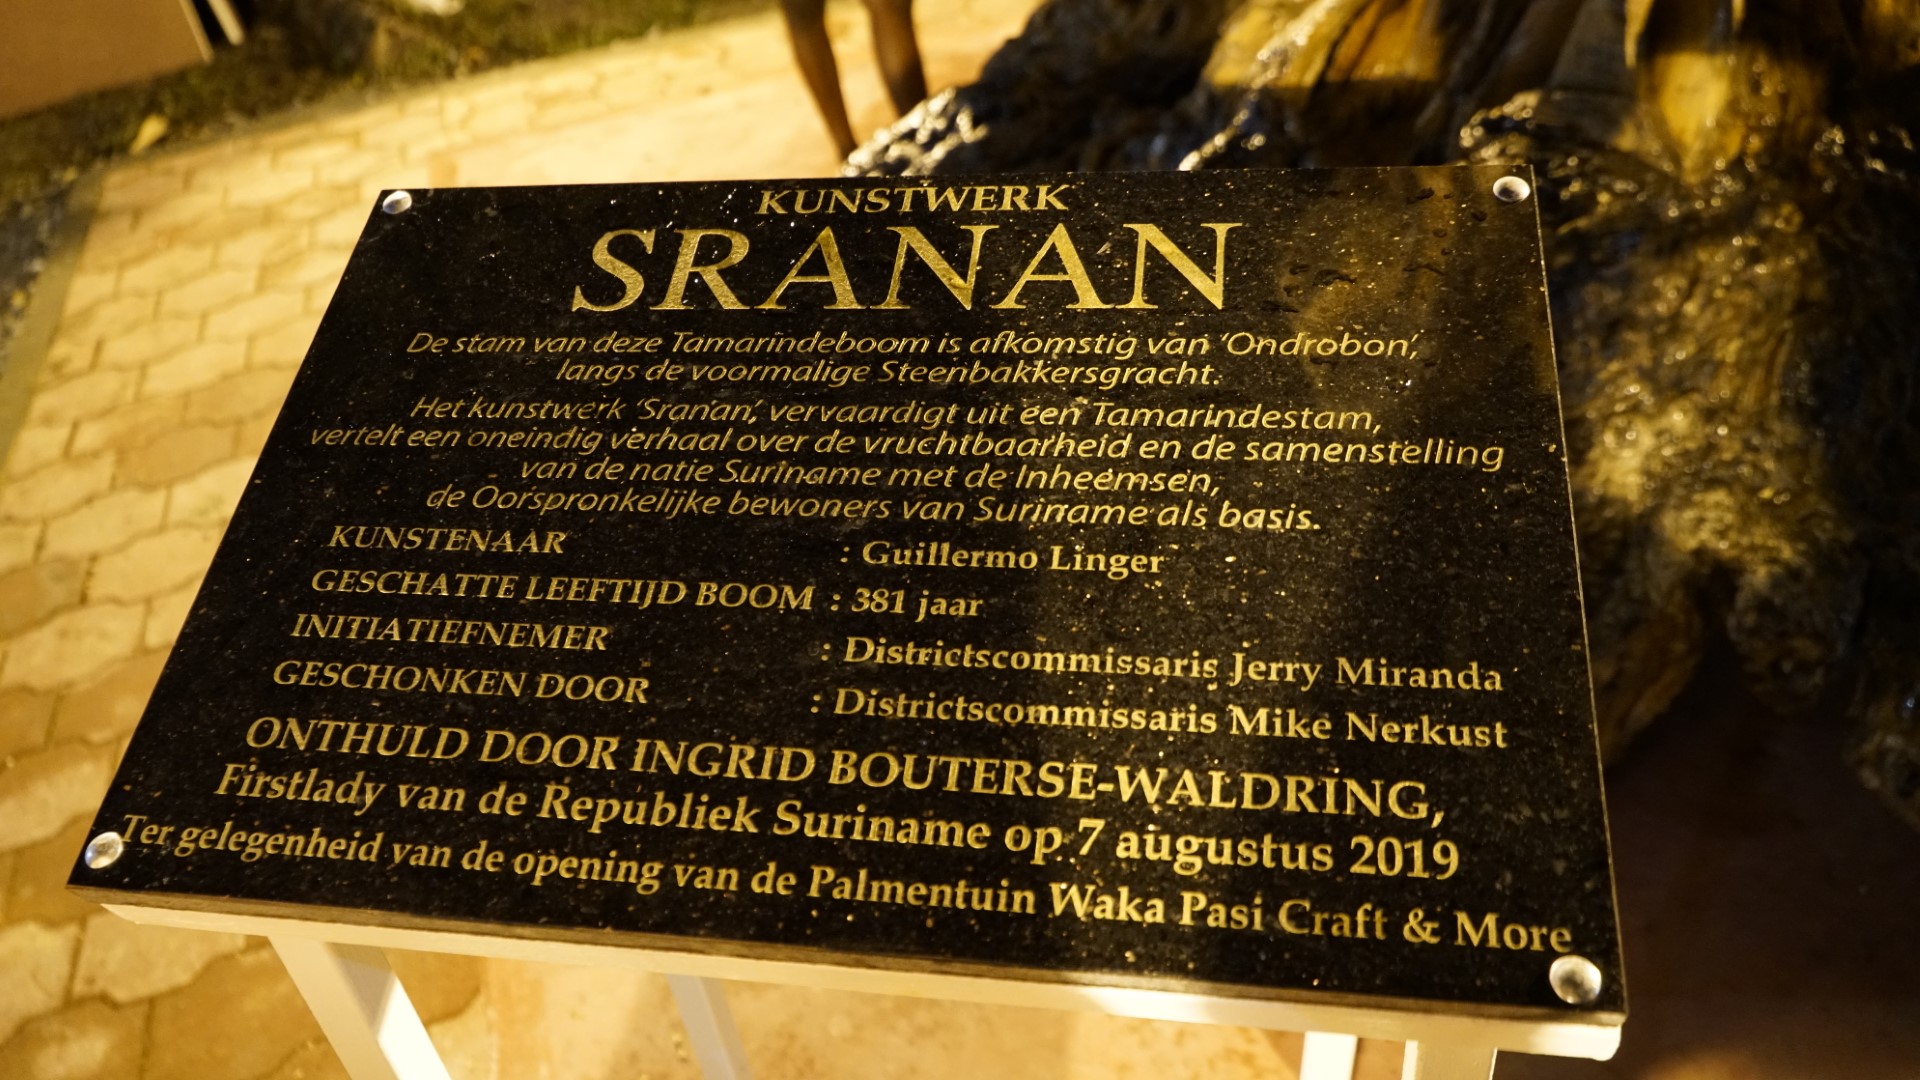 KUNSTWERK
SRANAN
De stam van deze Tamarindeboom is afkomstig van 'Ondrobon',
langs de voormalige Steenbakkersgracht.
Het kunstwerk 'Sranan', vervaardigt uit een Tamarindestam,
vertelt een oneindig verhaal over de vruchtbaarheid en de samenstelling
van de natie Suriname met de Inheemsen,
de Oorspronkelijke bewoners van Suriname als basis.
KUNSTENAAR : Guillermo Linger
GESCHATTE LEEFTIJD BOOM : 381 jaar
INITIATIEFNEMER : Districtscommissaris Jerry Miranda
GESCHONKEN DOOR : Districtscommissaris Mike Nerkust
ONTHULD DOOR INGRID BOUTERSE-WALDRING,
Firstlady van de Republiek Suriname op 7 augustus 2019
Ter gelegenheid van de opening van de Palmentuin Waka Pasi Craft & More